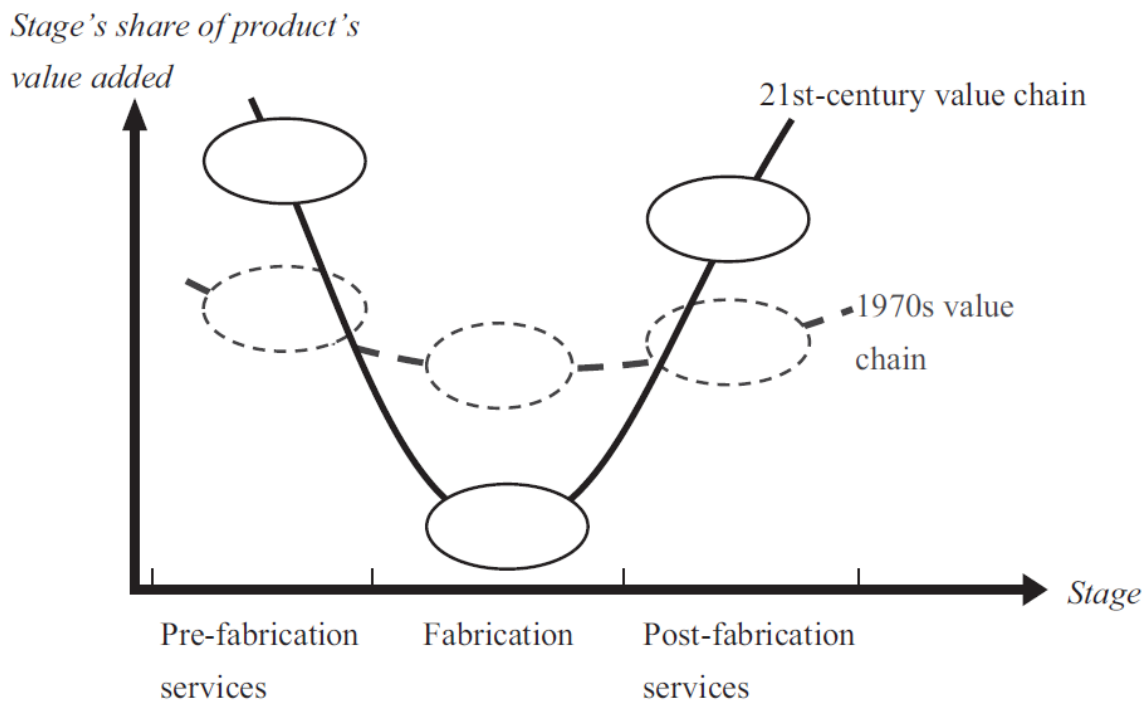 Stage's share of product's
value added
21st-century value chain
1970s value
chain
Stage
Pre-fabrication
services
Fabrication
Post-fabrication
services